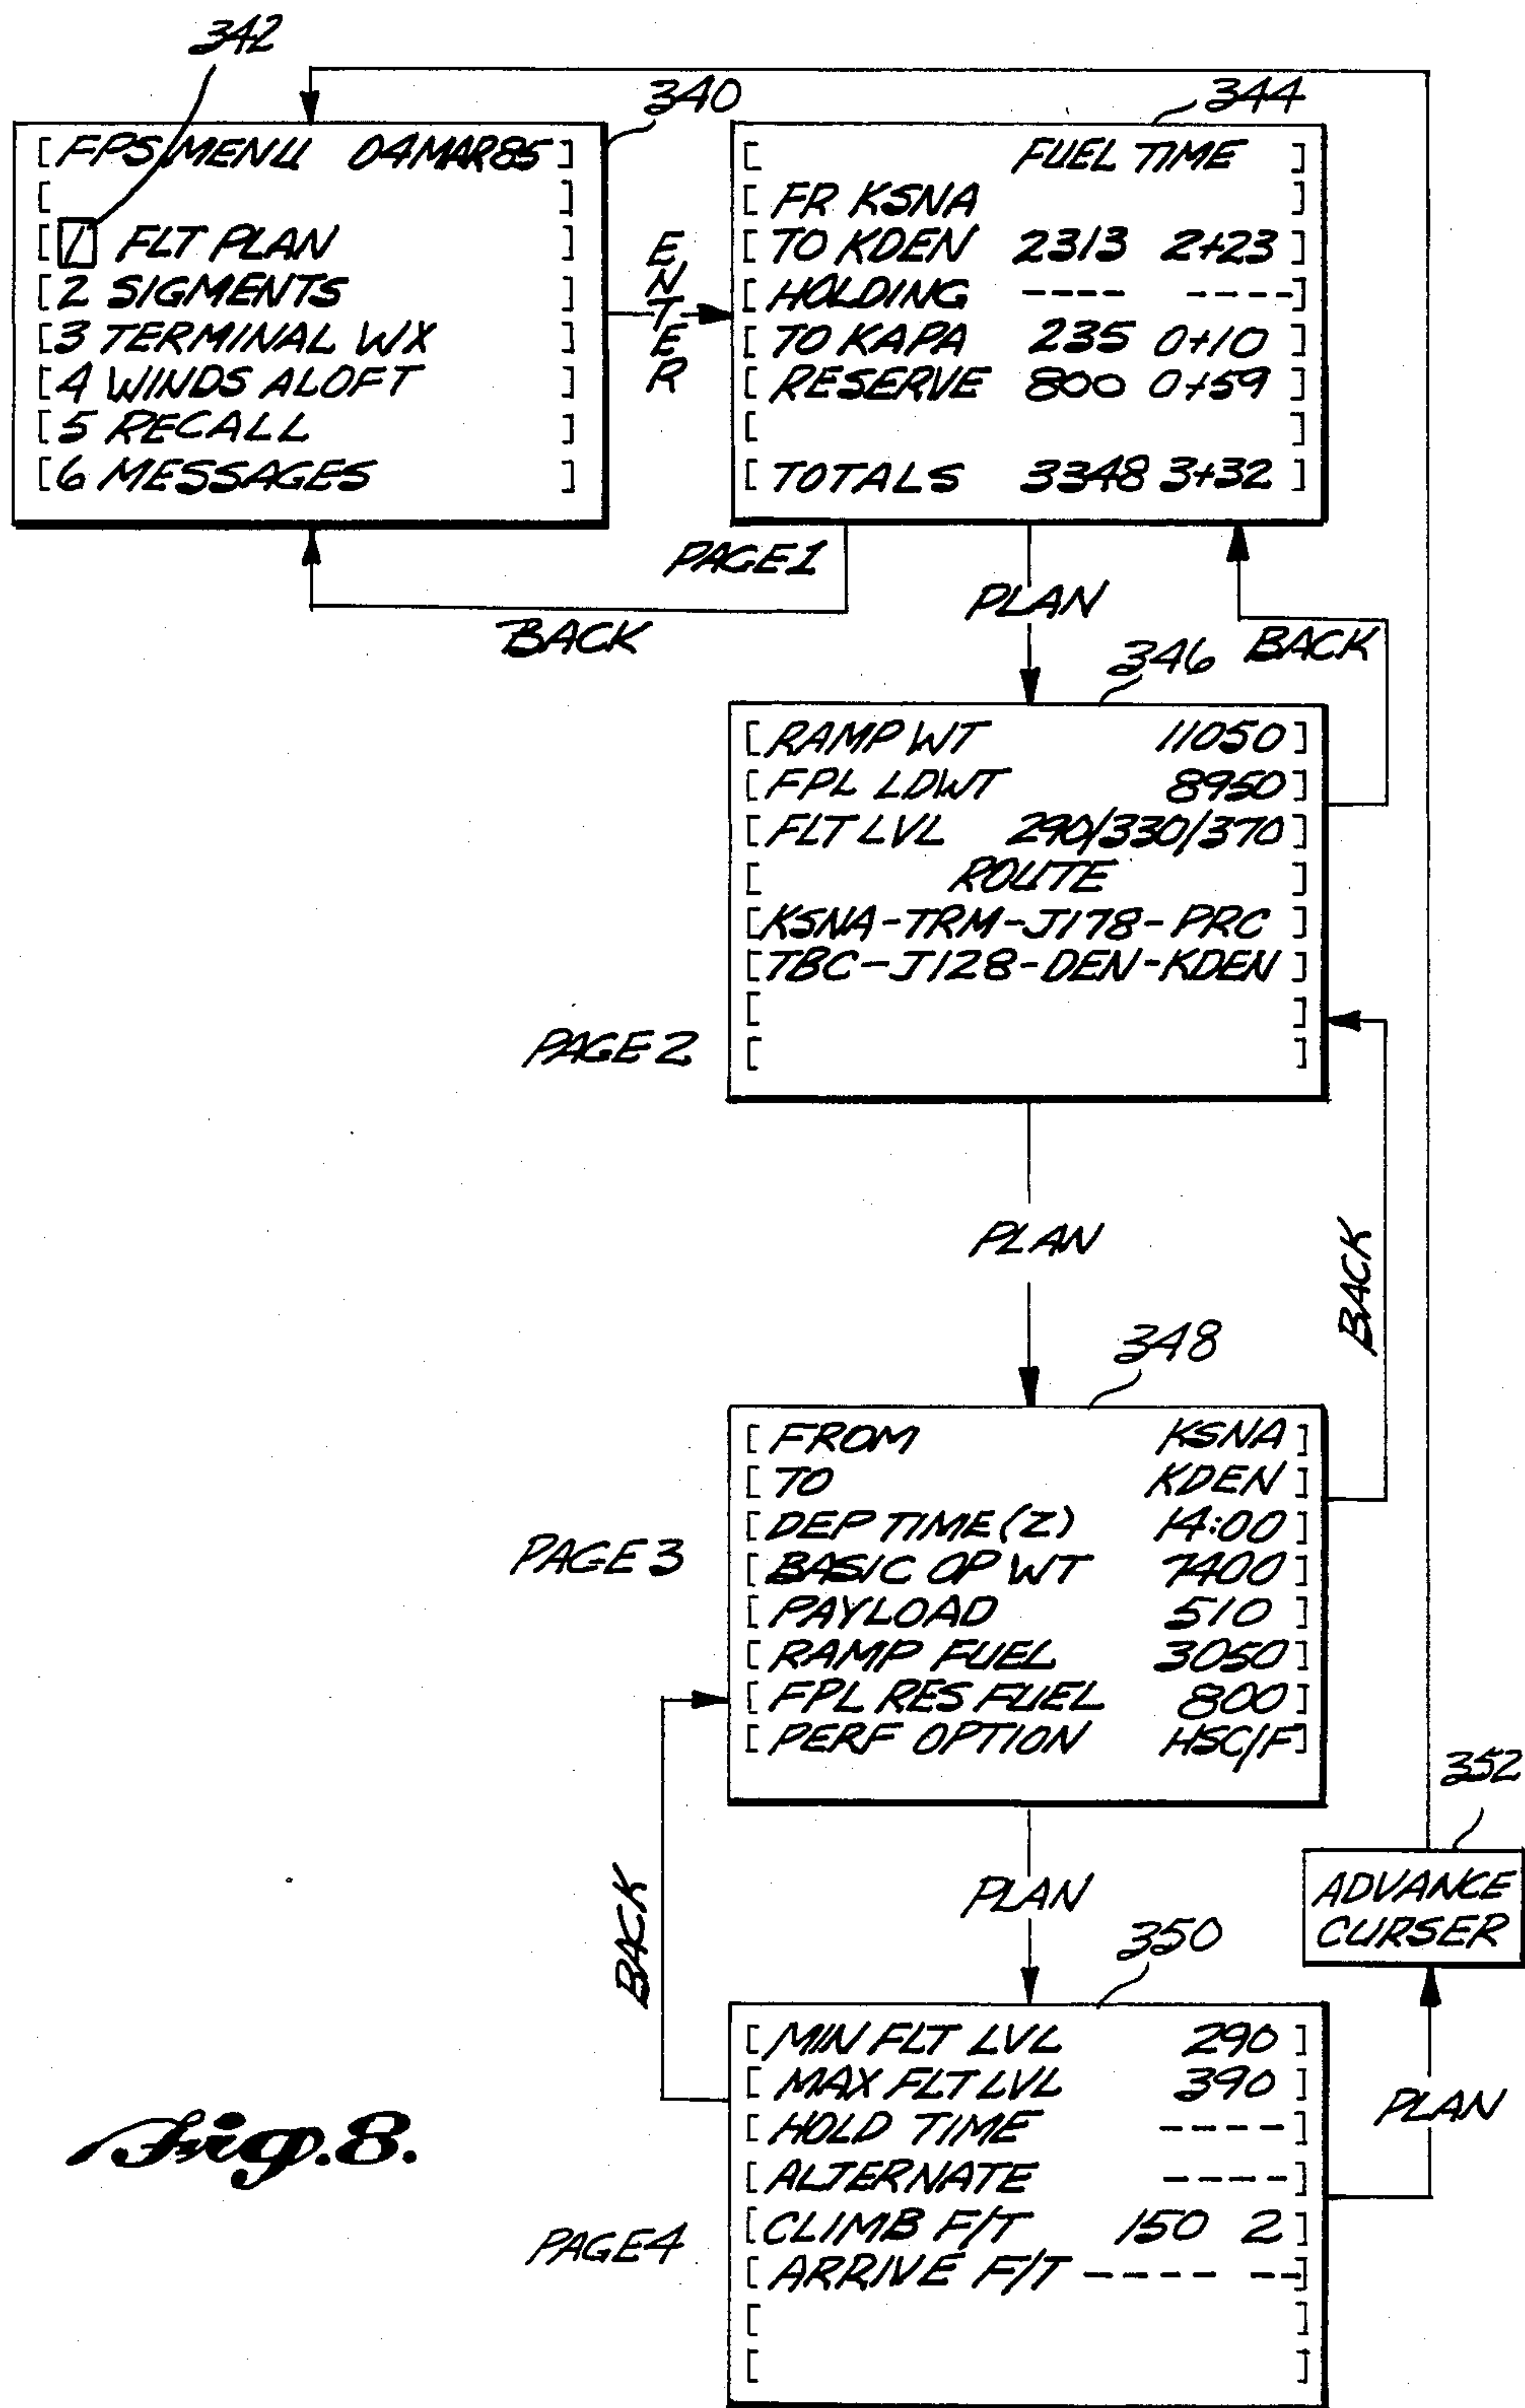 342
340
[FPS MENU 04MAR85]
[ ]
[1 FLT PLAN ]
[2 SIGMENTS ]
[3 TERMINAL WX ]
[4 WINDS ALOFT ]
[5 RECALL ]
[6 MESSAGES ]
ENTER
344
[ FUEL TIME ]
[ FR KSNA ]
[ TO KDEN 2313 2+23 ]
[ HOLDING ---- ----]
[ TO KAPA 235 0+10 ]
[ RESERVE 800 0+59 ]
[ ]
[ TOTALS 3348 3+32 ]
PAGE 1
BACK
PLAN
BACK
346
[ RAMP WT 11050 ]
[ FPL LDWT 8950 ]
[ FLT LVL 290/330/370 ]
[ ROUTE ]
[KSNA-TRM-J178-PRC ]
[TBC-J128-DEN-KDEN ]
[ ]
[ ]
PAGE 2
PLAN
BACK
348
[ FROM KSNA ]
[ TO KDEN ]
[ DEP TIME (Z) 14:00 ]
[ BASIC OP WT 7400 ]
[ PAYLOAD 510 ]
[ RAMP FUEL 3050 ]
[ FPL RES FUEL 800 ]
[ PERF OPTION HSC/F]
PAGE 3
BACK
PLAN
352
ADVANCE
CURSER
350
[ MIN FLT LVL 290 ]
[ MAX FLT LVL 390 ]
[ HOLD TIME ----]
[ ALTERNATE ----]
[ CLIMB F/T 150 2 ]
[ ARRIVE F/T ---- --]
[ ]
[ ]
PAGE 4
PLAN
Fig. 8.